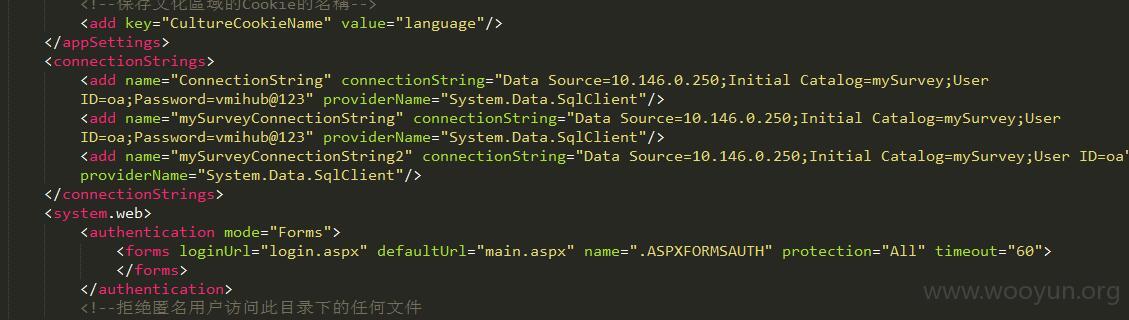 <!--保存文化區域的Cookie的名稱-->
<add key="CultureCookieName" value="language"/>
</appSettings>
<connectionStrings>
<add name="ConnectionString" connectionString="Data Source=10.146.0.250;Initial Catalog=mySurvey;User
ID=oa;Password=vmihub@123" providerName="System.Data.SqlClient"/>
<add name="mySurveyConnectionString" connectionString="Data Source=10.146.0.250;Initial Catalog=mySurvey;User
ID=oa;Password=vmihub@123" providerName="System.Data.SqlClient"/>
<add name="mySurveyConnectionString2" connectionString="Data Source=10.146.0.250;Initial Catalog=mySurvey;User ID=oa"
providerName="System.Data.SqlClient"/>
</connectionStrings>
<system.web>
<authentication mode="Forms">
<forms loginUrl="login.aspx" defaultUrl="main.aspx" name=".ASPXFORMSAUTH" protection="All" timeout="60">
</forms>
</authentication>
<!--拒绝匿名用户访问此目录下的任何文件
www.wooyun.org